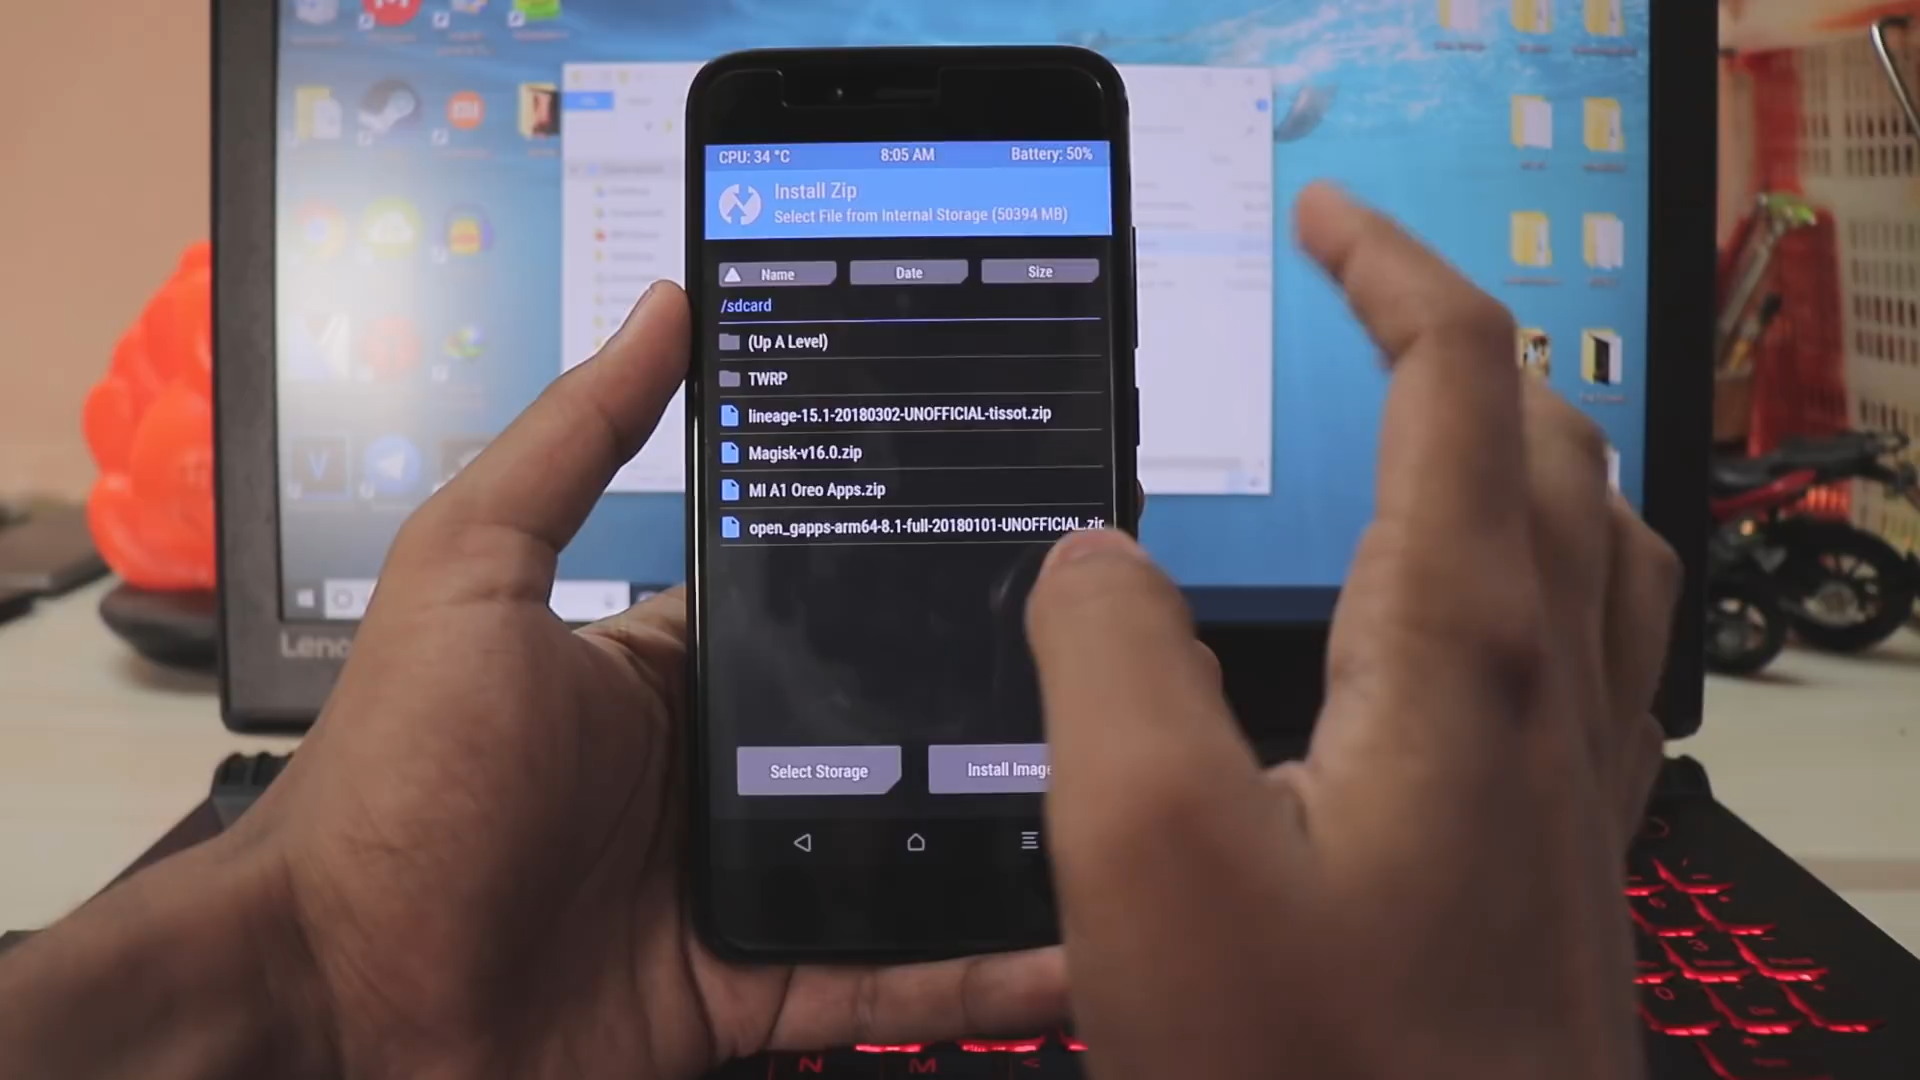 CPU: 34 °C 8:05 AM Battery: 50%
Install Zip
Select File from Internal Storage (50394 MB)
Name Date Size
/sdcard
(Up A Level)
TWRP
lineage-15.1-20180302-UNOFFICIAL-tissot.zip
Magisk-v16.0.zip
MI A1 Oreo Apps.zip
open_gapps-arm64-8.1-full-20180101-UNOFFICIAL.zip
Select Storage Install Image
Leno
N M <